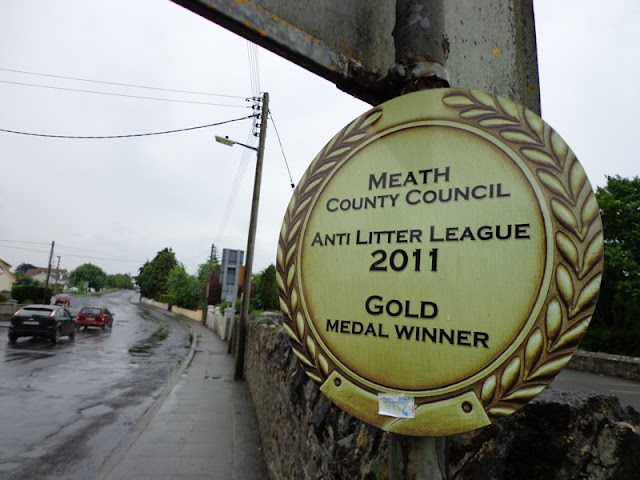 MEATH
COUNTY COUNCIL
ANTI LITTER LEAGUE
2011
GOLD
MEDAL WINNER